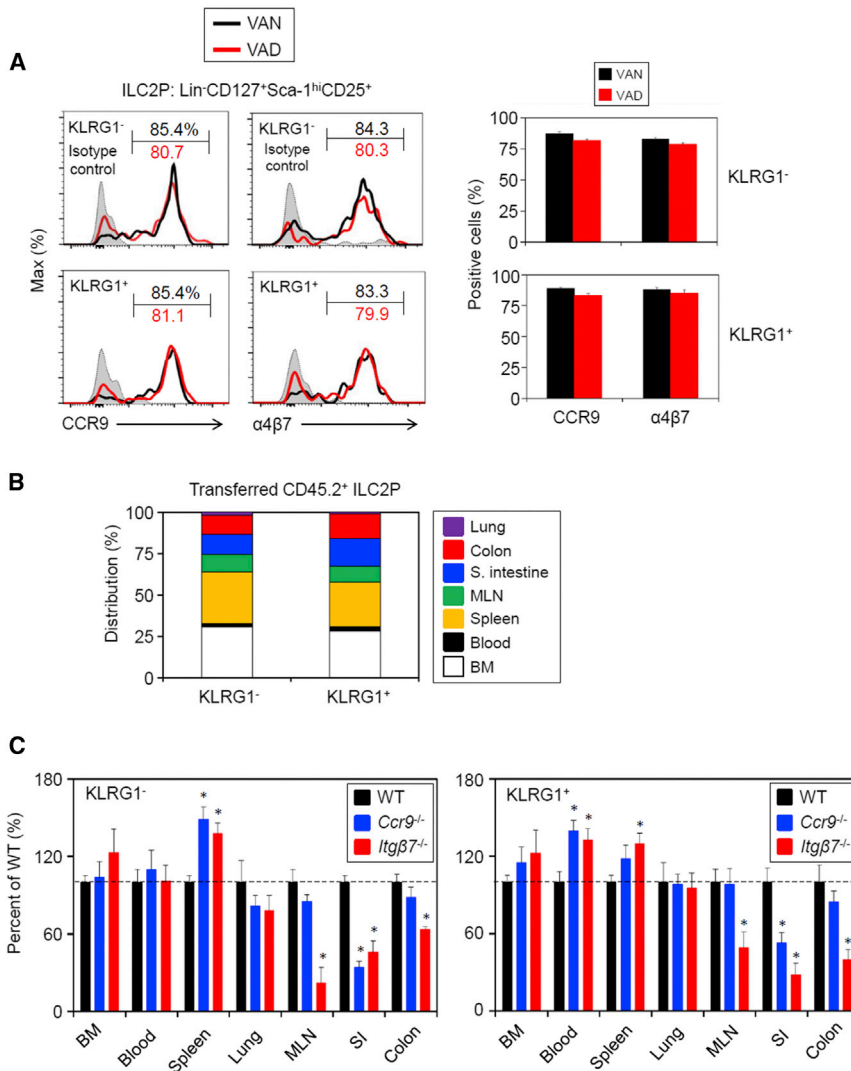 VAN
VAD
A
ILC2P: Lin⁻CD127⁺Sca-1ʰⁱCD25⁺
KLRG1⁻
85.4%
Isotype
control
80.7
KLRG1⁻
84.3
Isotype
control
80.3
KLRG1⁺
85.4%
81.1
KLRG1⁺
83.3
79.9
Max (%)
CCR9
α4β7
VAN
VAD
100
75
50
25
0
KLRG1⁻
100
75
50
25
0
KLRG1⁺
Positive cells (%)
CCR9
α4β7
B
Transferred CD45.2⁺ ILC2P
Distribution (%)
100
75
50
25
0
KLRG1⁻
KLRG1⁺
Lung
Colon
S. intestine
MLN
Spleen
Blood
BM
C
Percent of WT (%)
180
120
60
0
KLRG1⁻
WT
Ccr9⁻/⁻
Itgβ7⁻/⁻
* * * * * *
BM
Blood
Spleen
Lung
MLN
SI
Colon
180
120
60
0
KLRG1⁺
WT
Ccr9⁻/⁻
Itgβ7⁻/⁻
* * * * * * *
BM
Blood
Spleen
Lung
MLN
SI
Colon